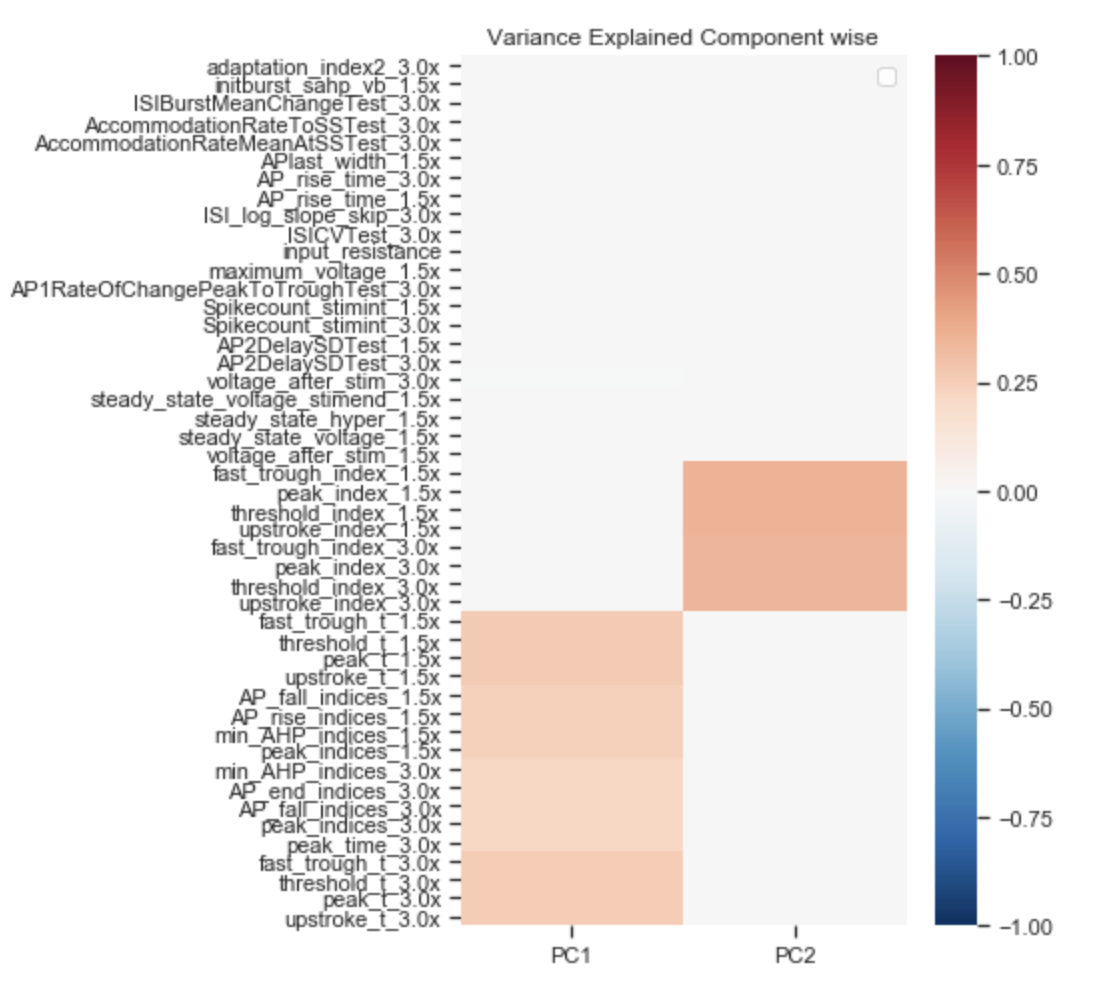 Variance Explained Component wise
adaptation_index2_3.0x
initburst_sahp_vb_1.5x
ISIBurstMeanChangeTest_3.0x
AccommodationRateToSSTest_3.0x
AccommodationRateMeanAtSSTest_3.0x
APlast_width_1.5x
AP_rise_time_3.0x
AP_rise_time_1.5x
ISI_log_slope_skip_3.0x
ISICVTest_3.0x
input_resistance
maximum_voltage_1.5x
AP1RateOfChangePeakToTroughTest_3.0x
Spikecount_stimint_1.5x
Spikecount_stimint_3.0x
AP2DelaySDTest_1.5x
AP2DelaySDTest_3.0x
voltage_after_stim_3.0x
steady_state_voltage_stimend_1.5x
steady_state_hyper_1.5x
steady_state_voltage_1.5x
voltage_after_stim_1.5x
fast_trough_index_1.5x
peak_index_1.5x
threshold_index_1.5x
upstroke_index_1.5x
fast_trough_index_3.0x
peak_index_3.0x
threshold_index_3.0x
upstroke_index_3.0x
fast_trough_t_1.5x
threshold_t_1.5x
peak_t_1.5x
upstroke_t_1.5x
AP_fall_indices_1.5x
AP_rise_indices_1.5x
min_AHP_indices_1.5x
peak_indices_1.5x
min_AHP_indices_3.0x
AP_end_indices_3.0x
AP_fall_indices_3.0x
peak_indices_3.0x
peak_time_3.0x
fast_trough_t_3.0x
threshold_t_3.0x
peak_t_3.0x
upstroke_t_3.0x
PC1
PC2
1.00
0.75
0.50
0.25
0.00
−0.25
−0.50
−0.75
−1.00